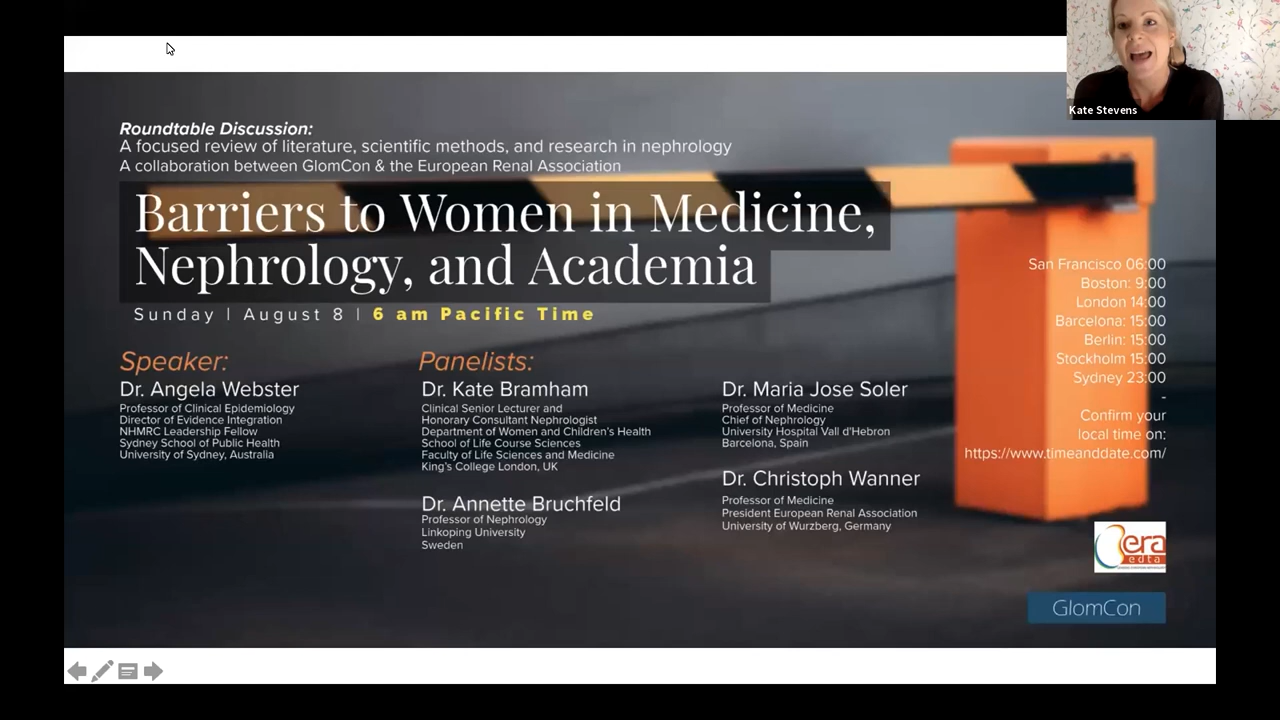 Kate Stevens
Roundtable Discussion:
A focused review of literature, scientific methods, and research in nephrology
A collaboration between GlomCon & the European Renal Association
Barriers to Women in Medicine,
Nephrology, and Academia
Sunday | August 8 | 6 am Pacific Time
Speaker:
Dr. Angela Webster
Professor of Clinical Epidemiology
Director of Evidence Integration
NHMRC Leadership Fellow
Sydney School of Public Health
University of Sydney, Australia
Panelists:
Dr. Kate Bramham
Clinical Senior Lecturer and
Honorary Consultant Nephrologist
Department of Women and Children's Health
School of Life Course Sciences
Faculty of Life Sciences and Medicine
King's College London, UK
Dr. Annette Bruchfeld
Professor of Nephrology
Linkoping University
Sweden
Dr. Maria Jose Soler
Professor of Medicine
Chief of Nephrology
University Hospital Vall d'Hebron
Barcelona, Spain
Dr. Christoph Wanner
Professor of Medicine
President European Renal Association
University of Wurzberg, Germany
San Francisco 06:00
Boston: 9:00
London 14:00
Barcelona: 15:00
Berlin: 15:00
Stockholm 15:00
Sydney 23:00
-
Confirm your
local time on:
https://www.timeanddate.com/
era
edta
GlomCon